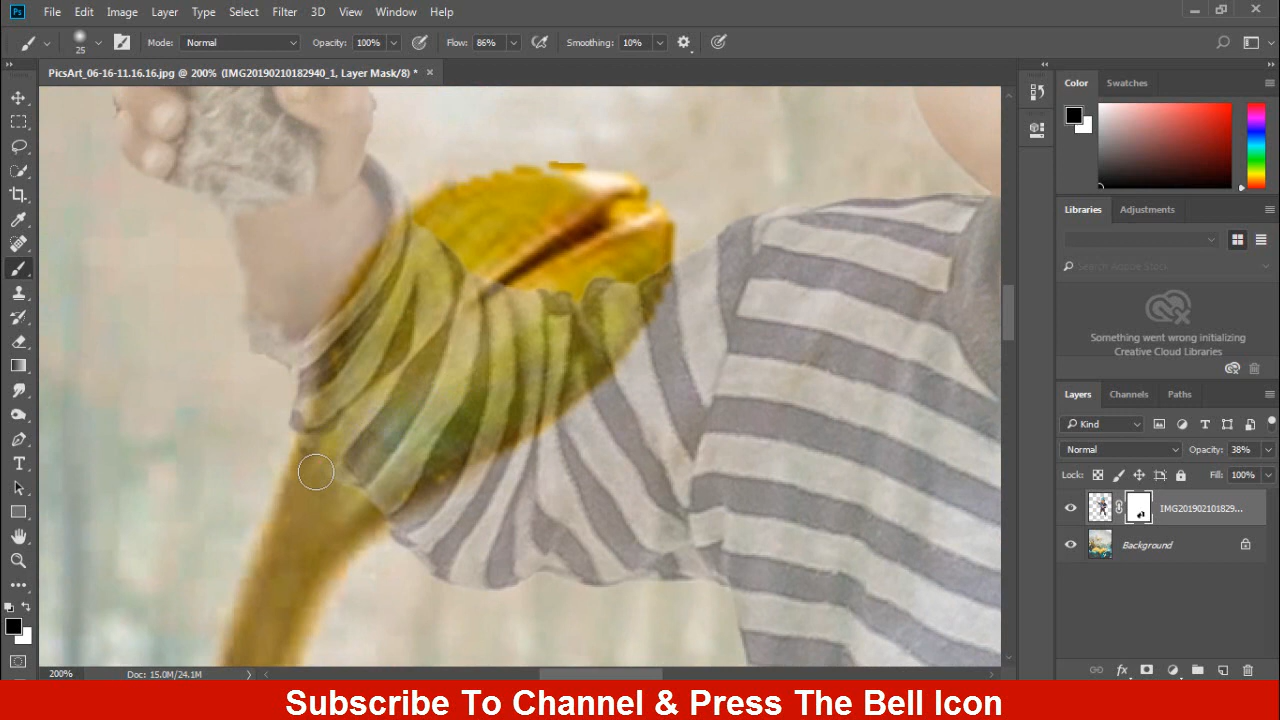 Ps File Edit Image Layer Type Select Filter 3D View Window Help
25 Mode: Normal Opacity: 100% Flow: 86% Smoothing: 10%
PicsArt_06-16-11.16.16.jpg @ 200% (IMG20190210182940_1, Layer Mask/8) *
Color Swatches
Libraries Adjustments
Search Adobe Stock
Something went wrong initializing
Creative Cloud Libraries
Layers Channels Paths
Kind
Normal Opacity: 38%
Lock: Fill: 100%
IMG201902101829...
Background
fx
200% Doc: 15.0M/24.1M
Subscribe To Channel & Press The Bell Icon